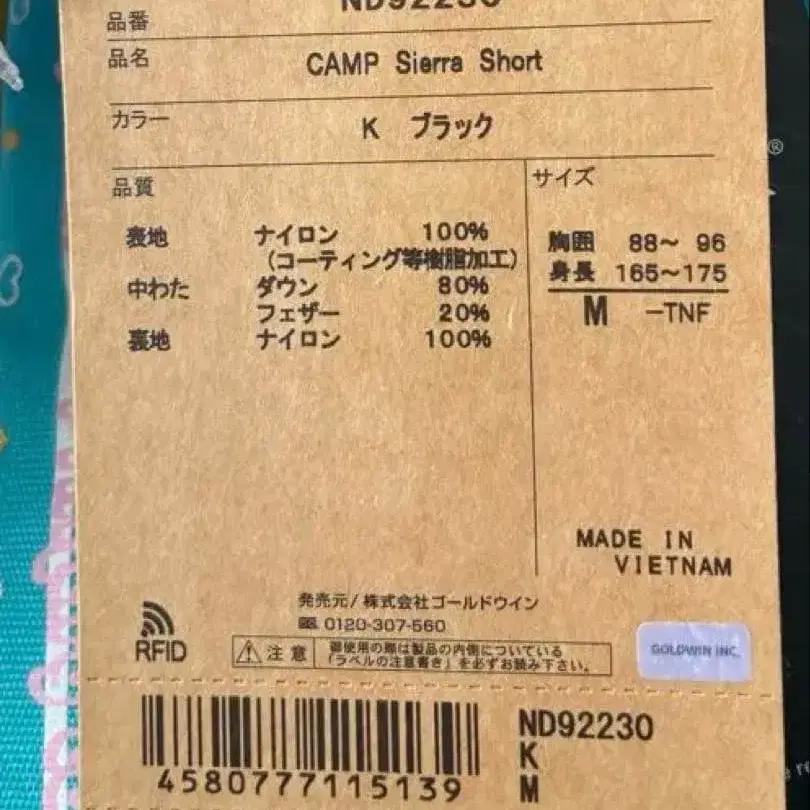 品番 ND92230
品名 CAMP Sierra Short
カラー K ブラック
品質
サイズ
表地 ナイロン 100%
(コーティング等樹脂加工)
中わた ダウン 80%
フェザー 20%
裏地 ナイロン 100%
胸囲 88～ 96
身長 165～175
M -TNF
MADE IN
VIETNAM
発売元/株式会社ゴールドウイン
0120-307-560
RFID
注意
御使用の際は製品の内側についている
「ラベルの注意書き」を必ずお読み下さい。
GOLDWIN INC.
4580777115139
ND92230
K
M
®